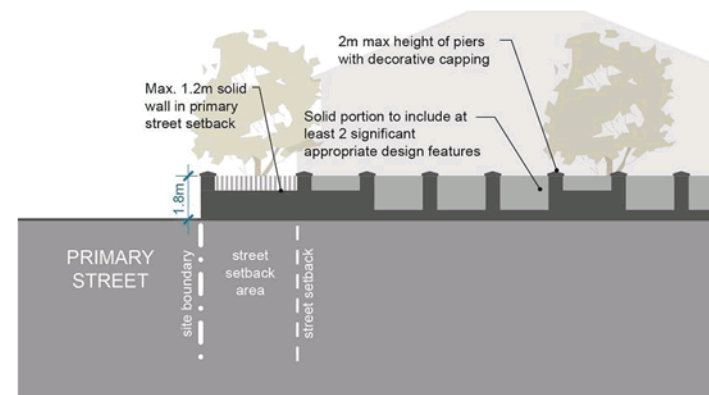 2m max height of piers
with decorative capping
Max. 1.2m solid
wall in primary
street setback
Solid portion to include at
least 2 significant
appropriate design features
1.8m
PRIMARY
STREET
site boundary
street
setback
area
street setback